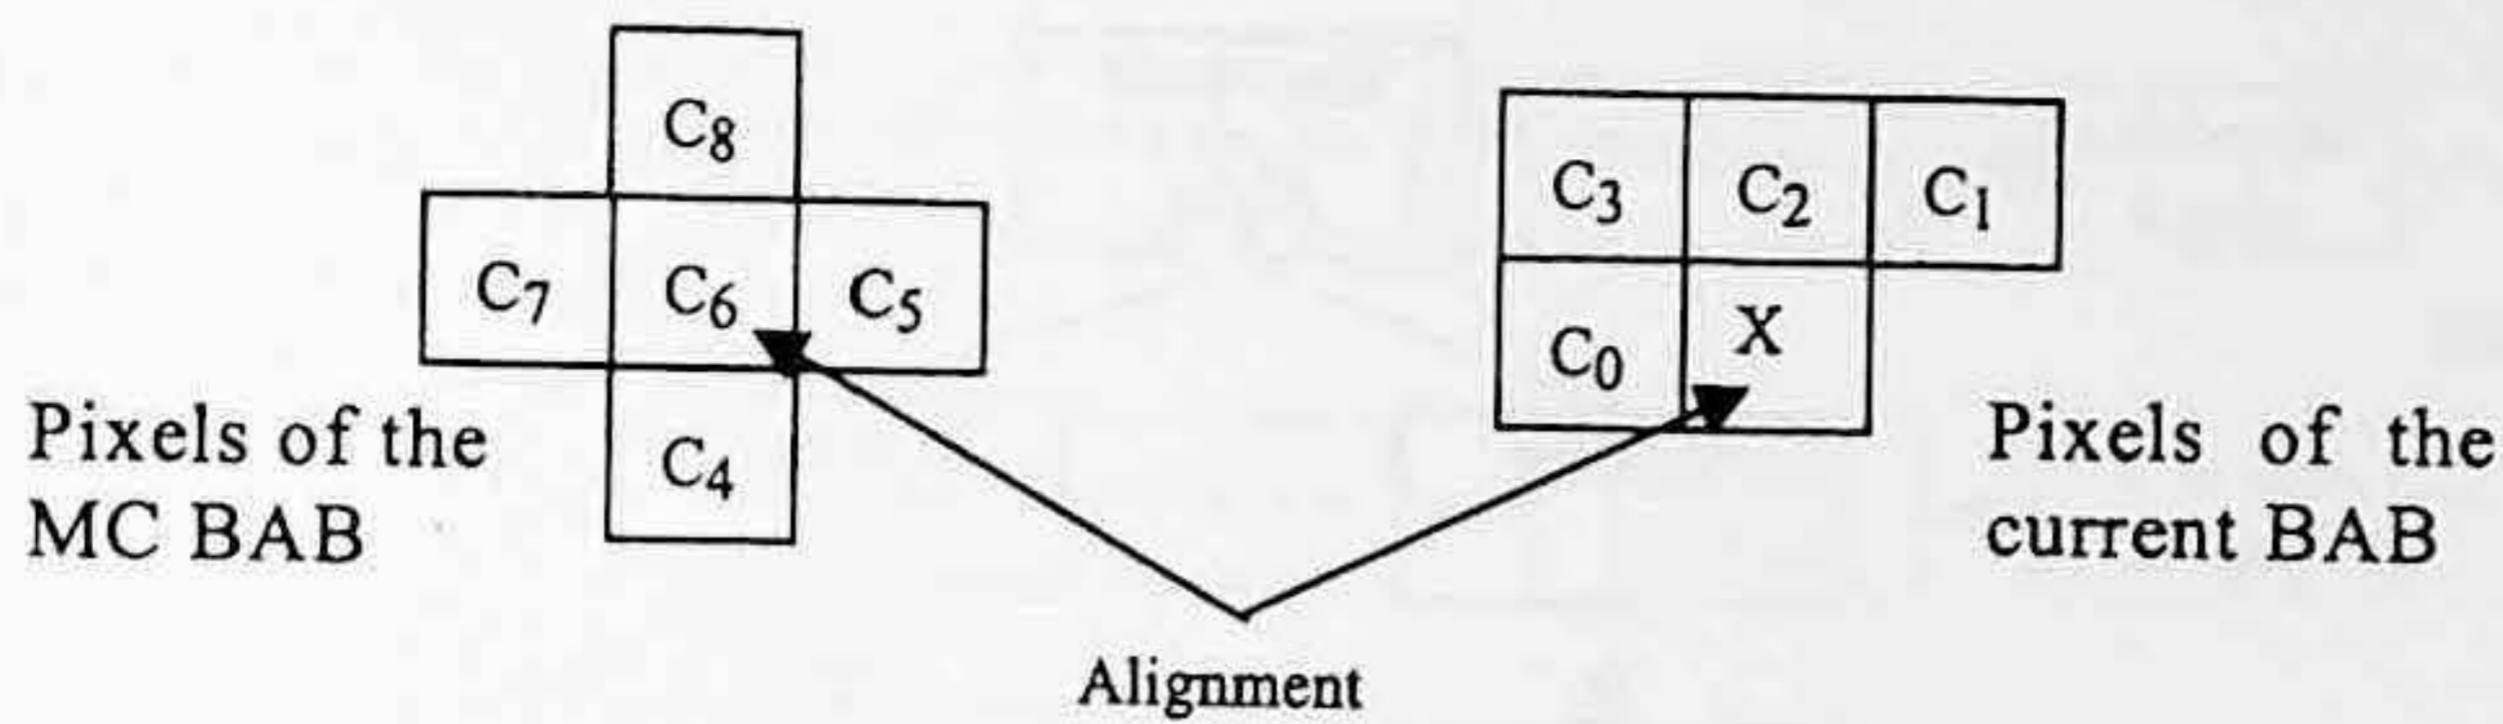 C8
C7 C6 C5
C4
Pixels of the
MC BAB
C3 C2 C1
C0 X
Pixels of the
current BAB
Alignment